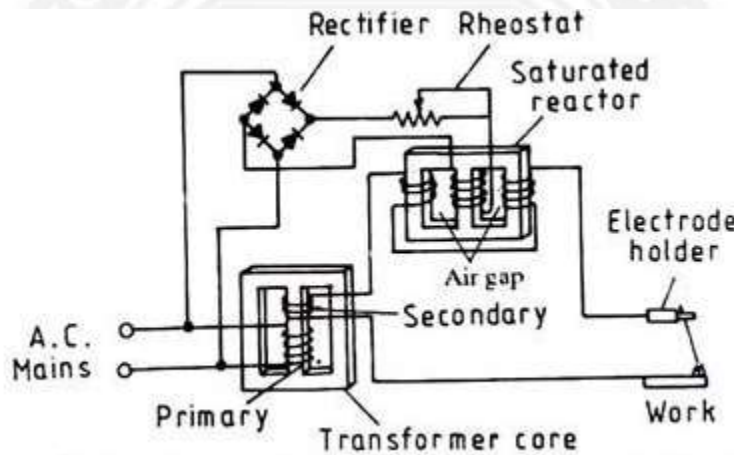 Rectifier
Rheostat
Saturated
reactor
Electrode
holder
Air gap
Secondary
A.C.
Mains
Primary
Work
Transformer core